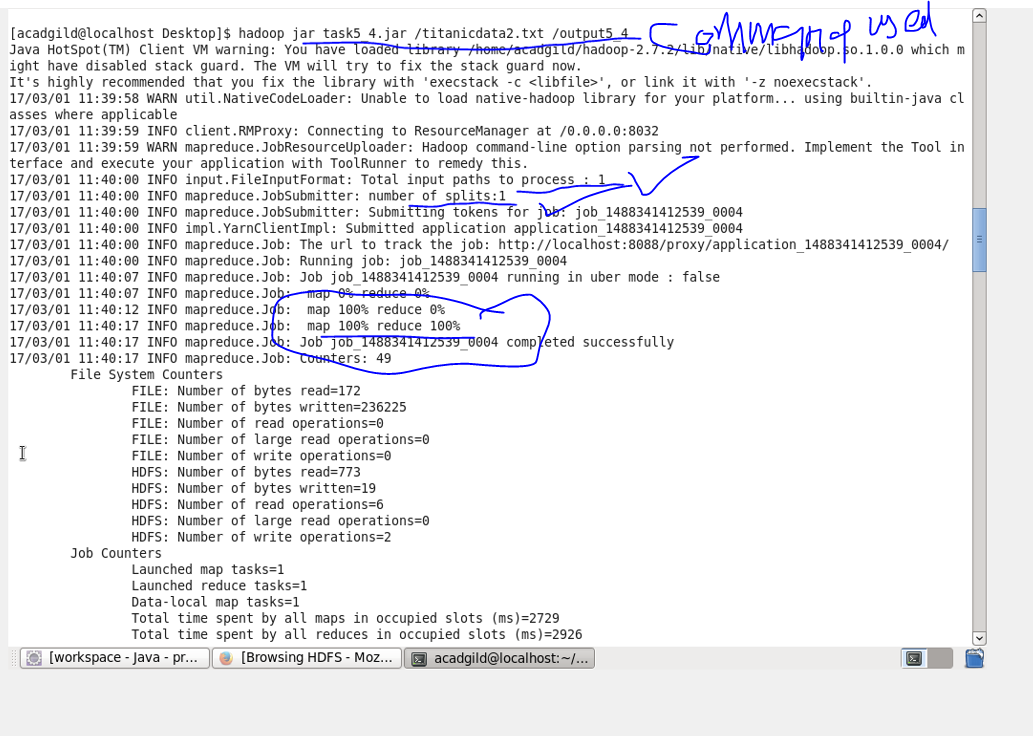 [acadgild@localhost Desktop]$ hadoop jar task5 4.jar /titanicdata2.txt /output5_4 Command used
Java HotSpot(TM) Client VM warning: You have loaded library /home/acadgild/hadoop-2.7.2/lib/native/libhadoop.so.1.0.0 which m
ight have disabled stack guard. The VM will try to fix the stack guard now.
It's highly recommended that you fix the library with 'execstack -c <libfile>', or link it with '-z noexecstack'.
17/03/01 11:39:58 WARN util.NativeCodeLoader: Unable to load native-hadoop library for your platform... using builtin-java cl
asses where applicable
17/03/01 11:39:59 INFO client.RMProxy: Connecting to ResourceManager at /0.0.0.0:8032
17/03/01 11:39:59 WARN mapreduce.JobResourceUploader: Hadoop command-line option parsing not performed. Implement the Tool in
terface and execute your application with ToolRunner to remedy this.
17/03/01 11:40:00 INFO input.FileInputFormat: Total input paths to process : 1
17/03/01 11:40:00 INFO mapreduce.JobSubmitter: number of splits:1
17/03/01 11:40:00 INFO mapreduce.JobSubmitter: Submitting tokens for job: job_1488341412539_0004
17/03/01 11:40:00 INFO impl.YarnClientImpl: Submitted application application_1488341412539_0004
17/03/01 11:40:00 INFO mapreduce.Job: The url to track the job: http://localhost:8088/proxy/application_1488341412539_0004/
17/03/01 11:40:00 INFO mapreduce.Job: Running job: job_1488341412539_0004
17/03/01 11:40:07 INFO mapreduce.Job: Job job_1488341412539_0004 running in uber mode : false
17/03/01 11:40:07 INFO mapreduce.Job:  map 0% reduce 0%
17/03/01 11:40:12 INFO mapreduce.Job:  map 100% reduce 0%
17/03/01 11:40:17 INFO mapreduce.Job:  map 100% reduce 100%
17/03/01 11:40:17 INFO mapreduce.Job: Job job_1488341412539_0004 completed successfully
17/03/01 11:40:17 INFO mapreduce.Job: Counters: 49
File System Counters
FILE: Number of bytes read=172
FILE: Number of bytes written=236225
FILE: Number of read operations=0
FILE: Number of large read operations=0
FILE: Number of write operations=0
HDFS: Number of bytes read=773
HDFS: Number of bytes written=19
HDFS: Number of read operations=6
HDFS: Number of large read operations=0
HDFS: Number of write operations=2
Job Counters
Launched map tasks=1
Launched reduce tasks=1
Data-local map tasks=1
Total time spent by all maps in occupied slots (ms)=2729
Total time spent by all reduces in occupied slots (ms)=2926
[workspace - Java - pr... [Browsing HDFS - Moz... acadgild@localhost:~/...